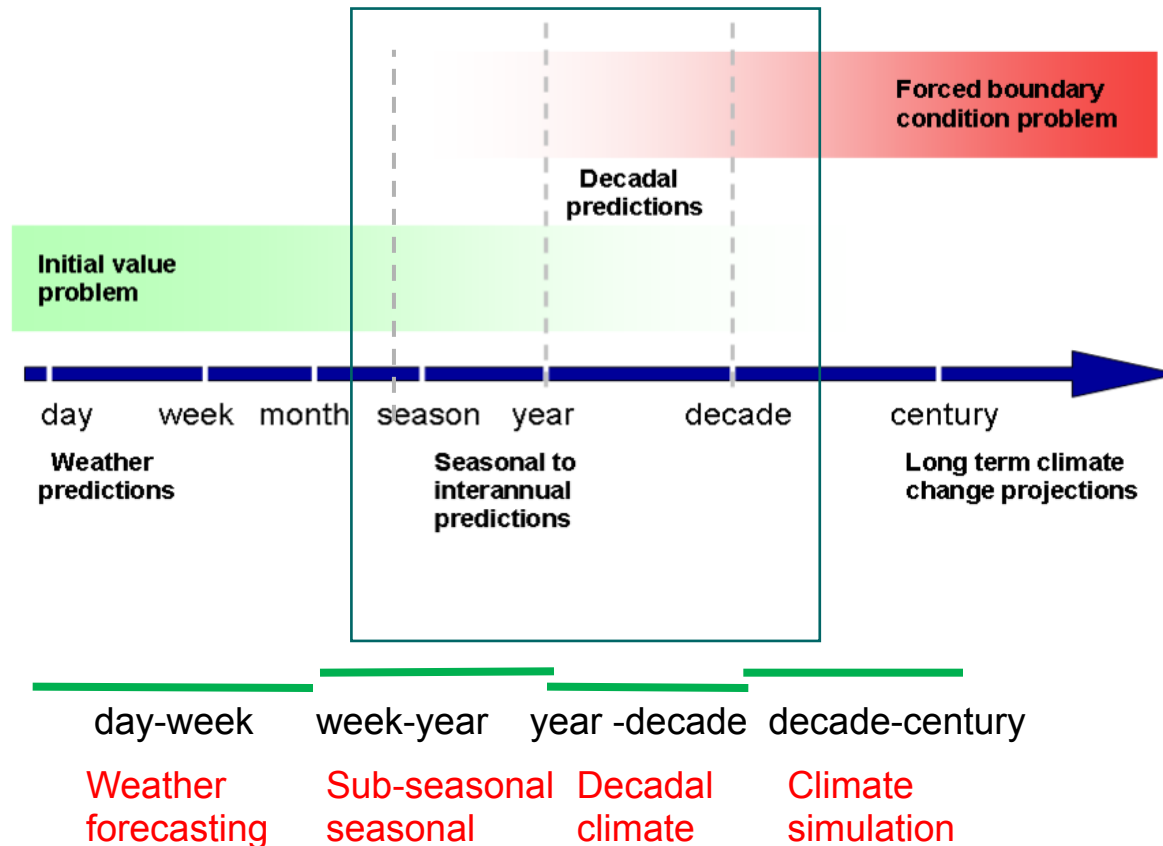 Forced boundary
condition problem
Decadal
predictions
Initial value
problem
day week month season year decade century
Weather
predictions
Seasonal to
interannual
predictions
Long term climate
change projections
day-week week-year year -decade decade-century
Weather
forecasting
Sub-seasonal
seasonal
Decadal
climate
Climate
simulation